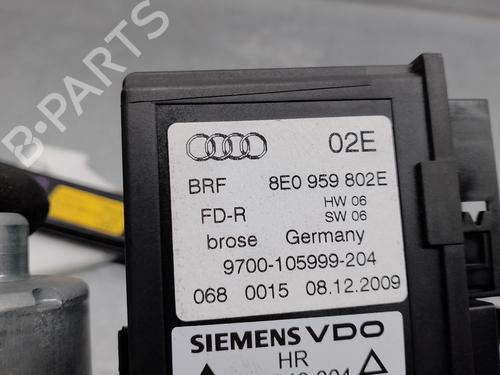 02E
BRF 8E0 959 802E
HW 06
FD-R SW 06
brose Germany
9700-105999-204
068 0015 08.12.2009
SIEMENS VDO
HR
B-PARTS